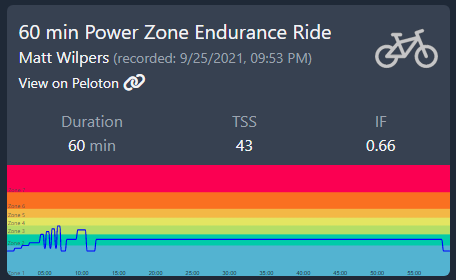 60 min Power Zone Endurance Ride
Matt Wilpers (recorded: 9/25/2021, 09:53 PM)
View on Peloton
Duration TSS IF
60 min 43 0.66
Zone 7
Zone 6
Zone 5
Zone 4
Zone 3
Zone 2
Zone 1
05:00 10:00 15:00 20:00 25:00 30:00 35:00 40:00 45:00 50:00 55:00